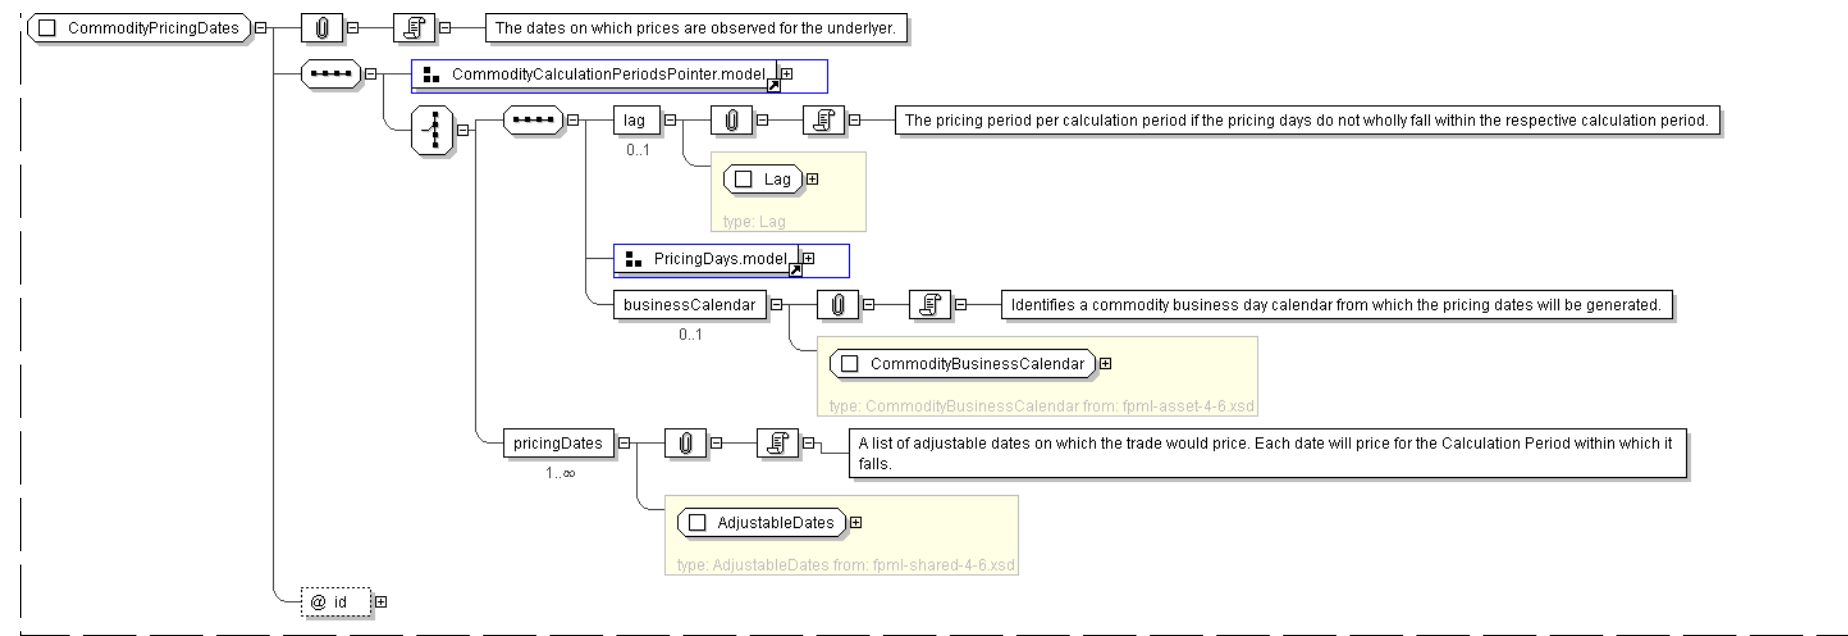 CommodityPricingDates
The dates on which prices are observed for the underlyer.
CommodityCalculationPeriodsPointer.model
lag
The pricing period per calculation period if the pricing days do not wholly fall within the respective calculation period.
0..1
Lag
type: Lag
PricingDays.model
businessCalendar
Identifies a commodity business day calendar from which the pricing dates will be generated.
0..1
CommodityBusinessCalendar
type: CommodityBusinessCalendar from: fpml-asset-4-6.xsd
pricingDates
A list of adjustable dates on which the trade would price. Each date will price for the Calculation Period within which it
falls.
1..∞
AdjustableDates
type: AdjustableDates from: fpml-shared-4-6.xsd
@ id